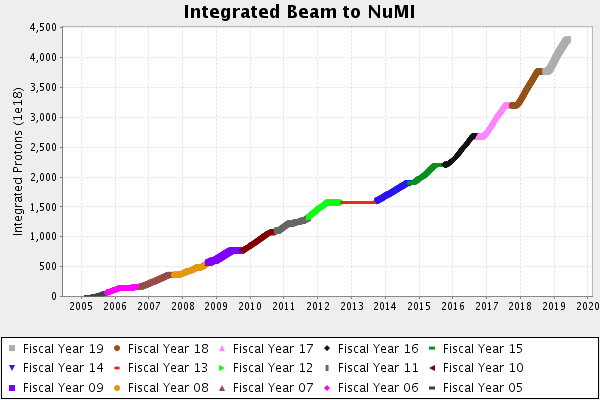 Integrated Beam to NuMI
Integrated Protons (1e18)
4,500
4,000
3,500
3,000
2,500
2,000
1,500
1,000
500
0
2005 2006 2007 2008 2009 2010 2011 2012 2013 2014 2015 2016 2017 2018 2019 2020
Fiscal Year 19 Fiscal Year 18 Fiscal Year 17 Fiscal Year 16 Fiscal Year 15
Fiscal Year 14 Fiscal Year 13 Fiscal Year 12 Fiscal Year 11 Fiscal Year 10
Fiscal Year 09 Fiscal Year 08 Fiscal Year 07 Fiscal Year 06 Fiscal Year 05